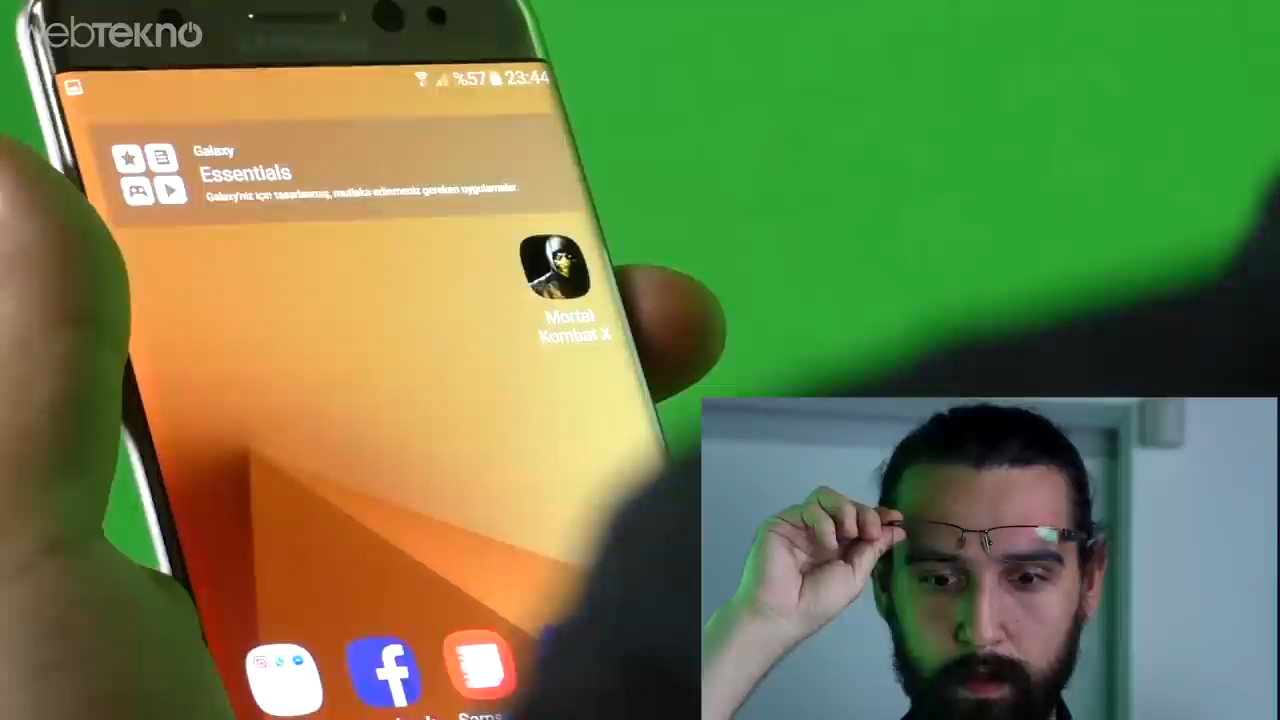 webTEKNO
%57 23:44
Galaxy
Essentials
Galaxy'niz için tasarlanmış, mutlaka edinmeniz gereken uygulamalar.
Mortal
Kombat X